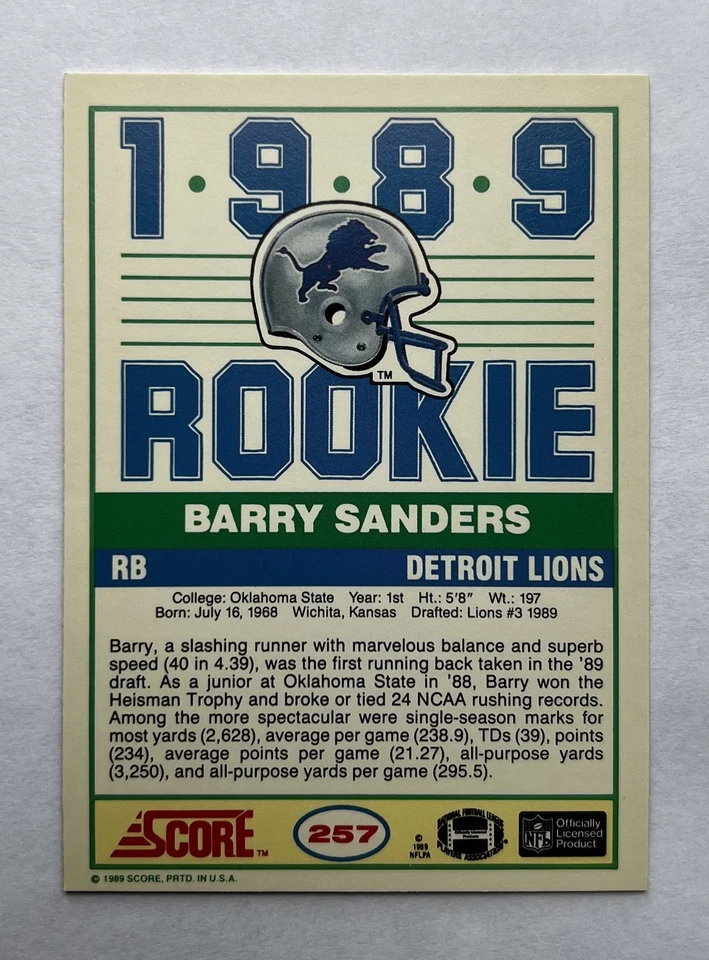 1•9•8•9
TM
ROOKIE
BARRY SANDERS
RB DETROIT LIONS
College: Oklahoma State Year: 1st Ht.: 5'8" Wt.: 197
Born: July 16, 1968 Wichita, Kansas Drafted: Lions #3 1989
Barry, a slashing runner with marvelous balance and superb
speed (40 in 4.39), was the first running back taken in the '89
draft. As a junior at Oklahoma State in '88, Barry won the
Heisman Trophy and broke or tied 24 NCAA rushing records.
Among the more spectacular were single-season marks for
most yards (2,628), average per game (238.9), TDs (39), points
(234), average points per game (21.27), all-purpose yards
(3,250), and all-purpose yards per game (295.5).
SCORE TM
257
© 1989 NFLPA
NATIONAL FOOTBALL LEAGUE
PLAYERS ASSOCIATION
NFL
Officially
Licensed
Product
© 1989 SCORE, PRTD. IN U.S.A.